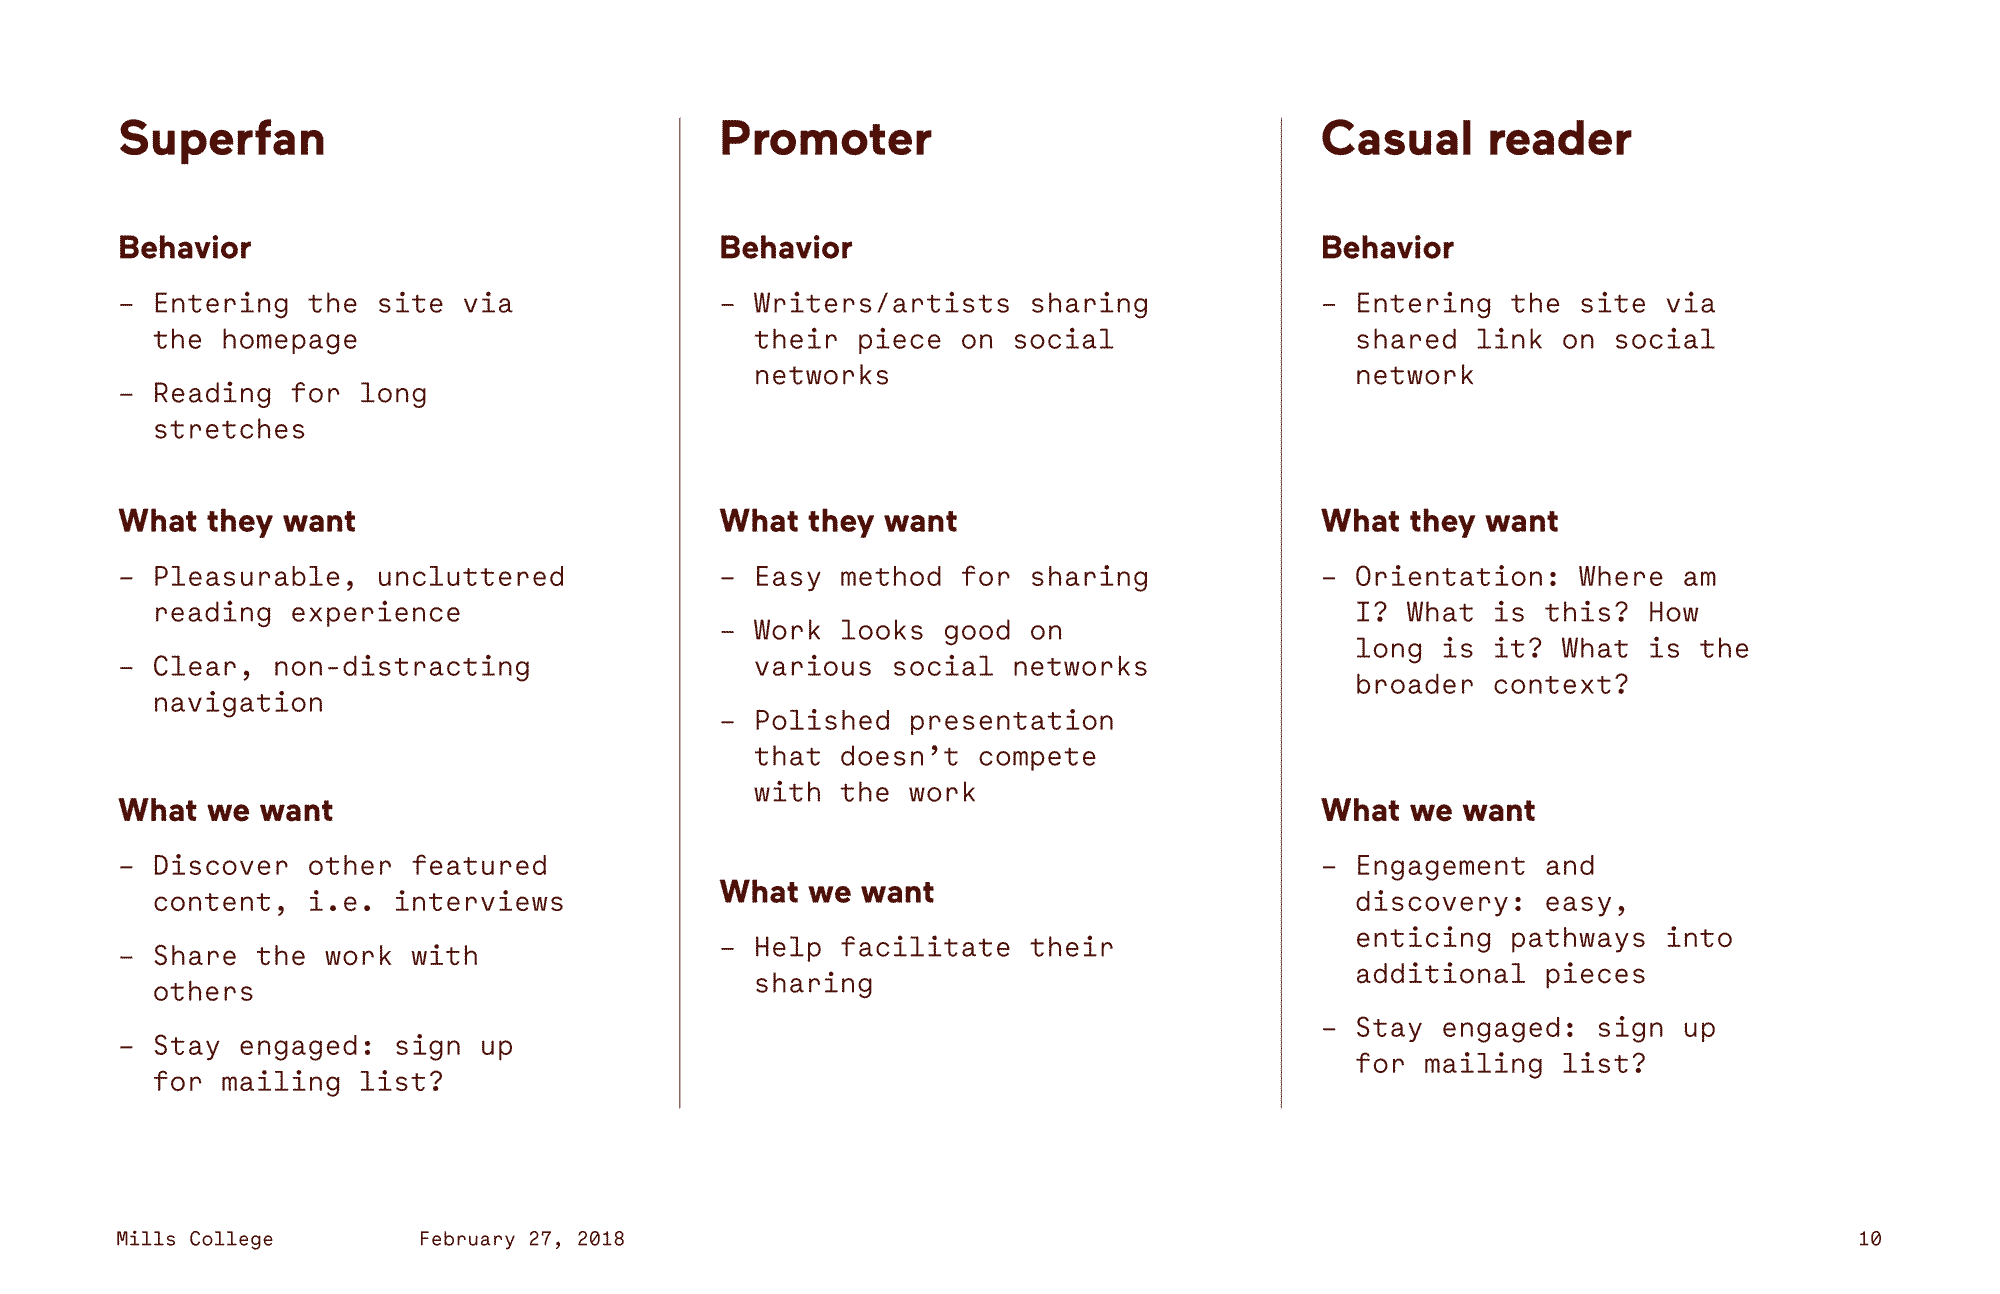 Superfan
Behavior
– Entering the site via
the homepage
– Reading for long
stretches
What they want
– Pleasurable, uncluttered
reading experience
– Clear, non-distracting
navigation
What we want
– Discover other featured
content, i.e. interviews
– Share the work with
others
– Stay engaged: sign up
for mailing list?
Promoter
Behavior
– Writers/artists sharing
their piece on social
networks
What they want
– Easy method for sharing
– Work looks good on
various social networks
– Polished presentation
that doesn’t compete
with the work
What we want
– Help facilitate their
sharing
Casual reader
Behavior
– Entering the site via
shared link on social
network
What they want
– Orientation: Where am
I? What is this? How
long is it? What is the
broader context?
What we want
– Engagement and
discovery: easy,
enticing pathways into
additional pieces
– Stay engaged: sign up
for mailing list?
Mills College
February 27, 2018
10